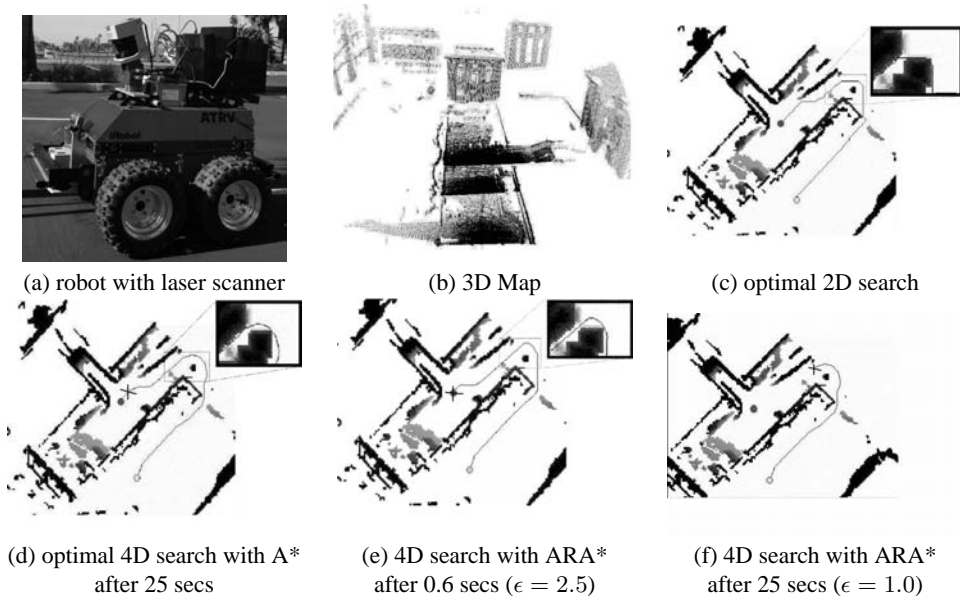 iRobot
ATRV
(a) robot with laser scanner
(b) 3D Map
(c) optimal 2D search
(d) optimal 4D search with A*
after 25 secs
(e) 4D search with ARA*
after 0.6 secs (ϵ = 2.5)
(f) 4D search with ARA*
after 25 secs (ϵ = 1.0)